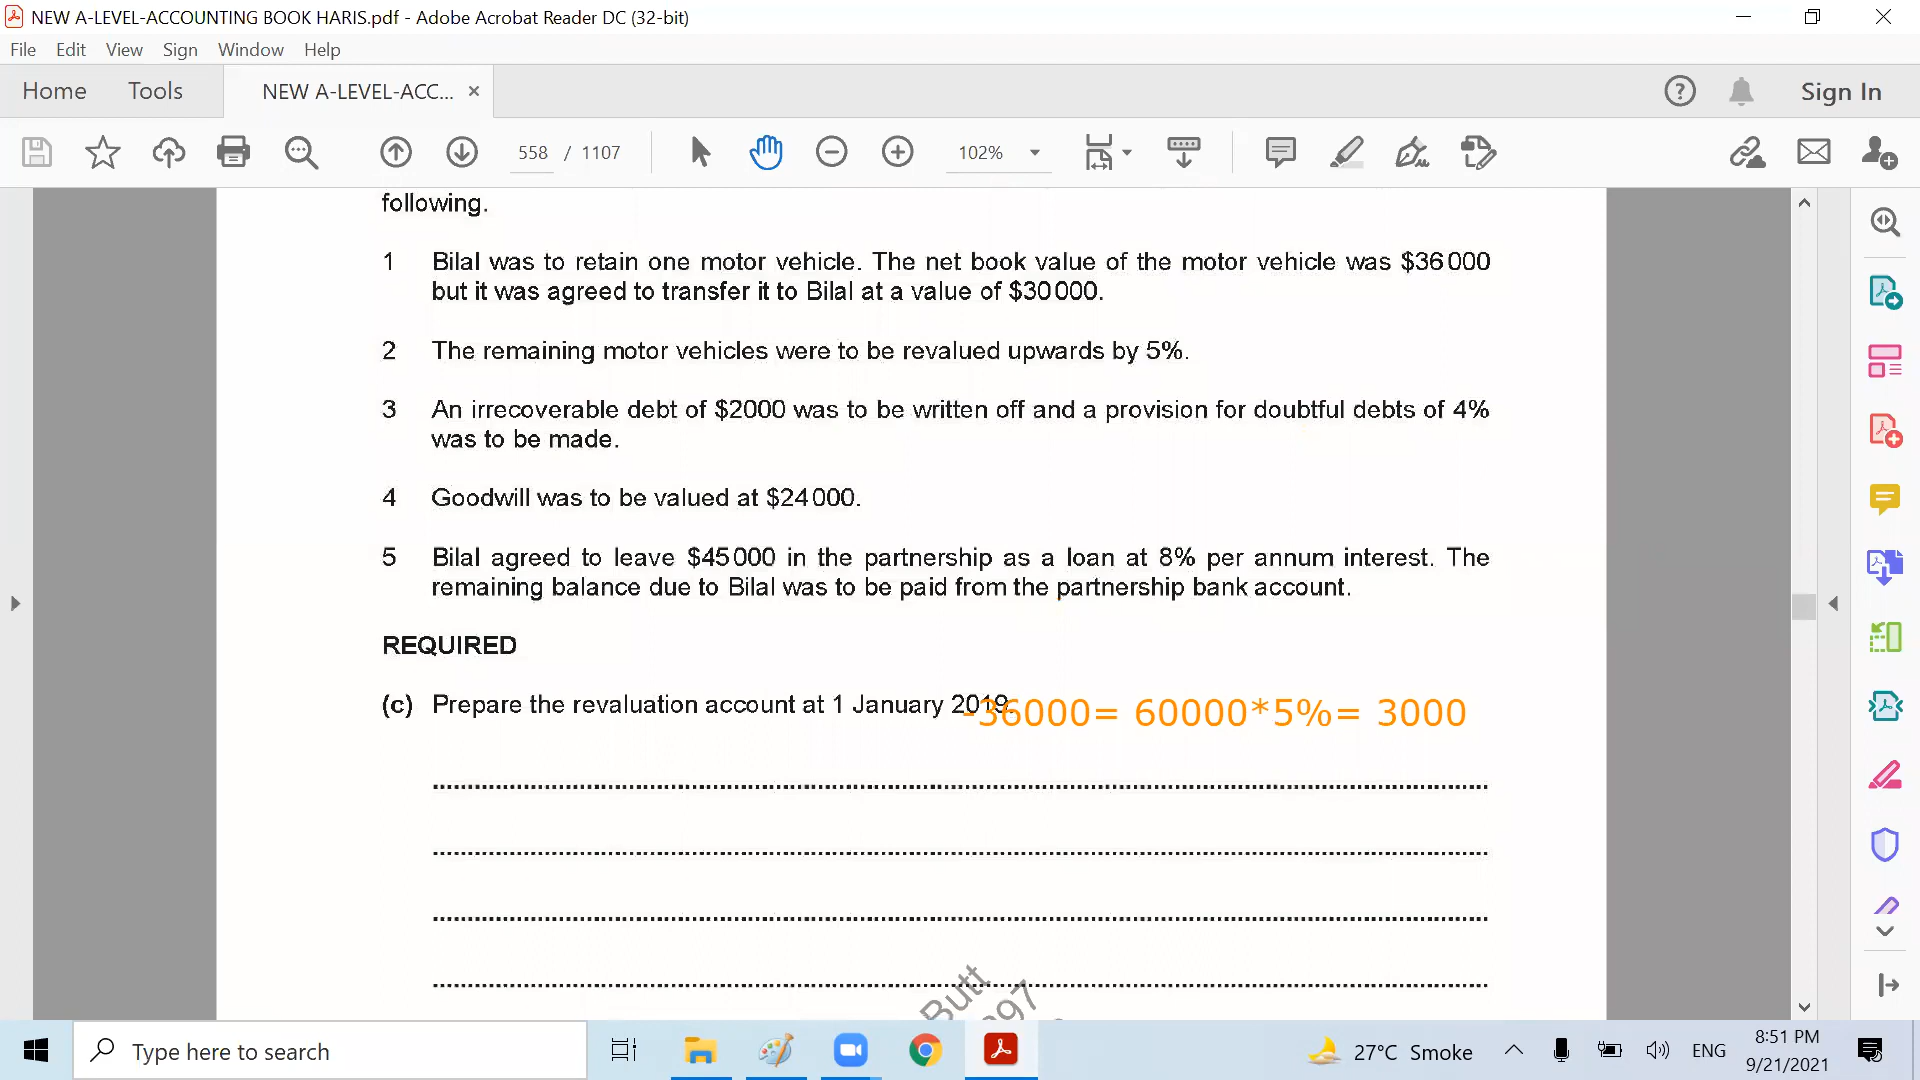 NEW A-LEVEL-ACCOUNTING BOOK HARIS.pdf - Adobe Acrobat Reader DC (32-bit)
File Edit View Sign Window Help
Home Tools NEW A-LEVEL-ACC... × Sign In
558 / 1107 102%
following.
1 Bilal was to retain one motor vehicle. The net book value of the motor vehicle was $36000
but it was agreed to transfer it to Bilal at a value of $30000.
2 The remaining motor vehicles were to be revalued upwards by 5%.
3 An irrecoverable debt of $2000 was to be written off and a provision for doubtful debts of 4%
was to be made.
4 Goodwill was to be valued at $24000.
5 Bilal agreed to leave $45000 in the partnership as a loan at 8% per annum interest. The
remaining balance due to Bilal was to be paid from the partnership bank account.
REQUIRED
(c) Prepare the revaluation account at 1 January 2019.
-36000= 60000*5%= 3000
Butt
Type here to search
27°C Smoke
ENG
8:51 PM
9/21/2021